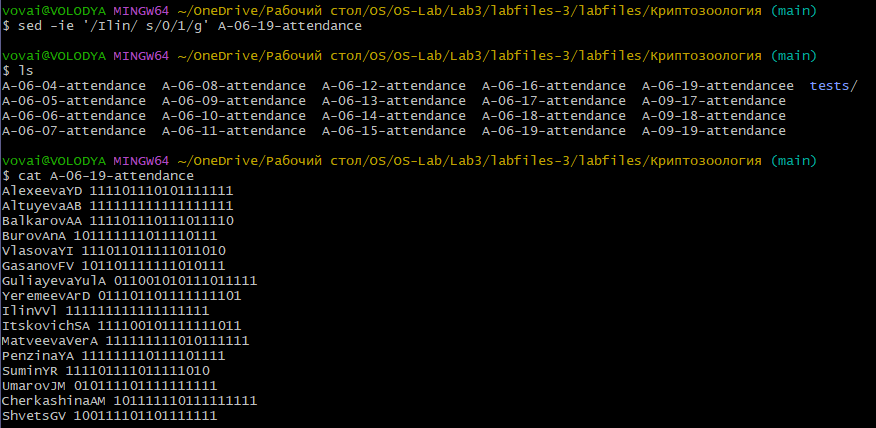 vovai@VOLODYA MINGW64 ~/OneDrive/Рабочий стол/OS/OS-Lab/Lab3/labfiles-3/labfiles/Криптозоология (main)
$ sed -ie '/Ilin/ s/0/1/g' A-06-19-attendance
vovai@VOLODYA MINGW64 ~/OneDrive/Рабочий стол/OS/OS-Lab/Lab3/labfiles-3/labfiles/Криптозоология (main)
$ ls
A-06-04-attendance A-06-08-attendance A-06-12-attendance A-06-16-attendance A-06-19-attendancee tests/
A-06-05-attendance A-06-09-attendance A-06-13-attendance A-06-17-attendance A-09-17-attendance
A-06-06-attendance A-06-10-attendance A-06-14-attendance A-06-18-attendance A-09-18-attendance
A-06-07-attendance A-06-11-attendance A-06-15-attendance A-06-19-attendance A-09-19-attendance
vovai@VOLODYA MINGW64 ~/OneDrive/Рабочий стол/OS/OS-Lab/Lab3/labfiles-3/labfiles/Криптозоология (main)
$ cat A-06-19-attendance
AlexeevaYD 111101110101111111
AltuyevaAB 111111111111111111
BalkarovAA 111101110111011110
BurovAnA 101111111011110111
VlasovaYI 111011011111011010
GasanovFV 101101111111010111
GuliayevaYulA 011001010111011111
YeremeevArD 011101101111111101
IlinVVl 111111111111111111
ItskovichSA 111100101111111011
MatveevaVerA 111111111010111111
PenzinaYA 111111110111101111
SuminYR 111110111011111010
UmarovJM 010111101111111111
CherkashinaAM 101111110111111111
ShvetsGV 100111101101111111